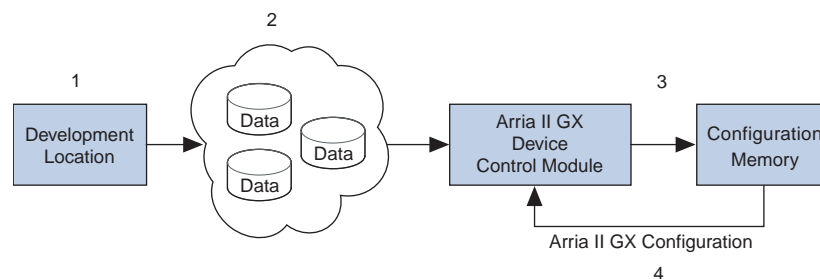 2
1
3
Development
Location
Data
Data
Data
Arria II GX
Device
Control Module
Configuration
Memory
Arria II GX Configuration
4